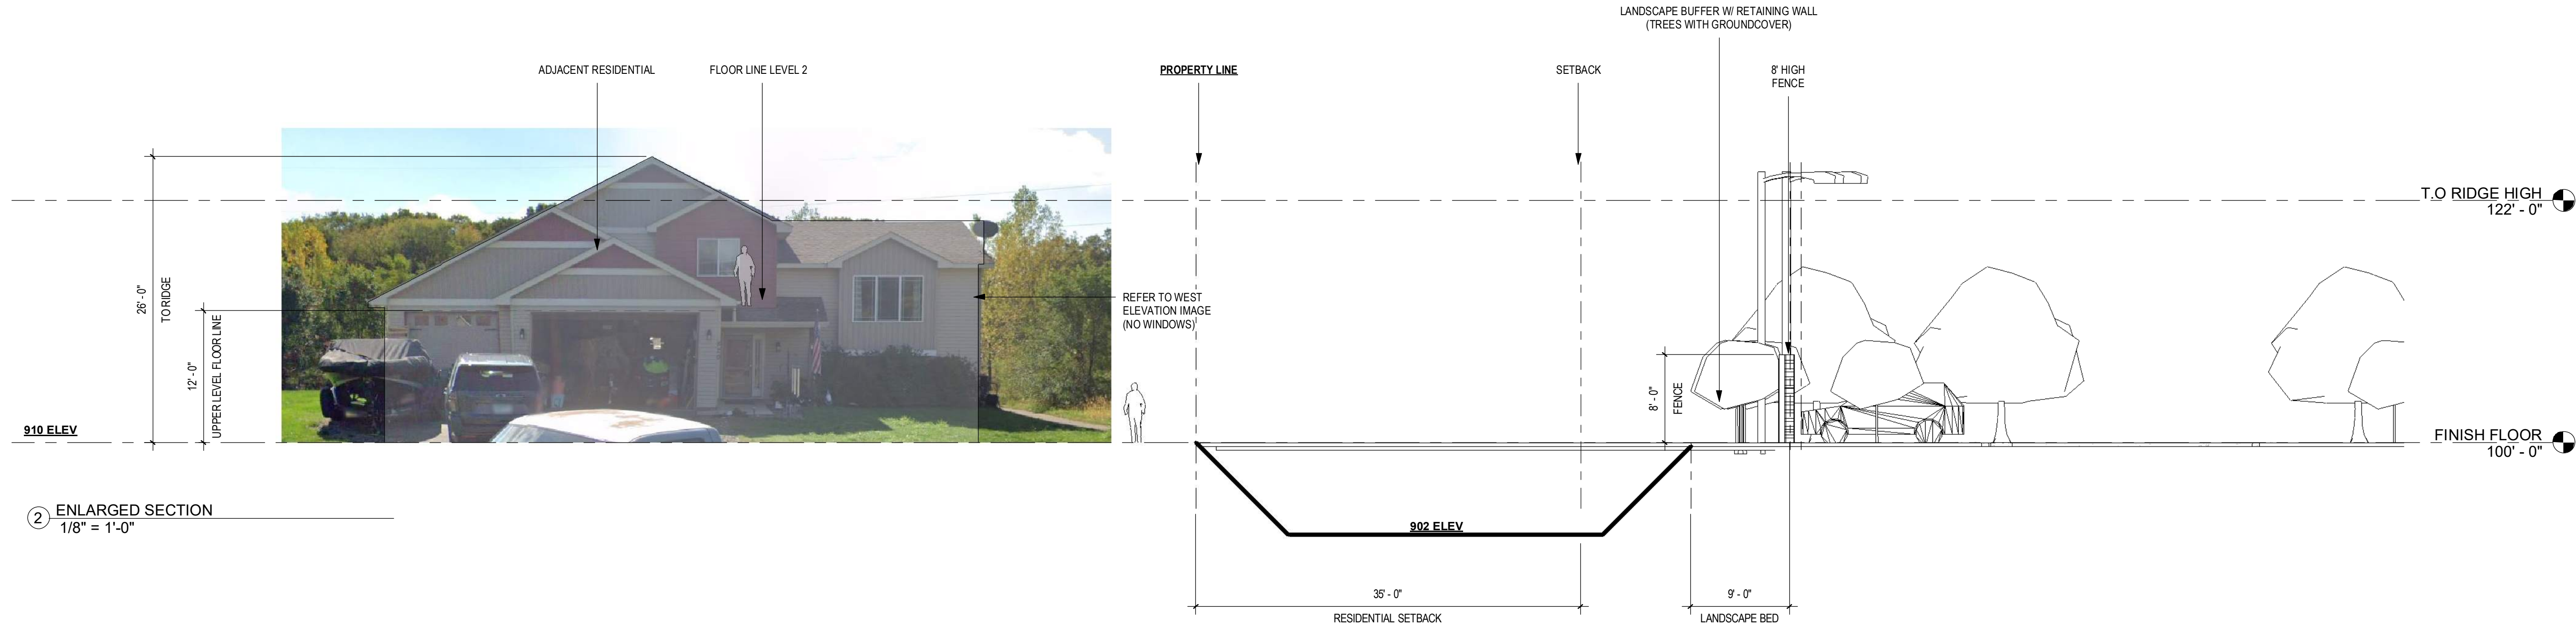 LANDSCAPE BUFFER W/ RETAINING WALL
(TREES WITH GROUNDCOVER)
ADJACENT RESIDENTIAL
FLOOR LINE LEVEL 2
PROPERTY LINE
SETBACK
8' HIGH
FENCE
T.O RIDGE HIGH
122' - 0"
26' - 0"
TO RIDGE
12' - 0"
UPPER LEVEL FLOOR LINE
REFER TO WEST
ELEVATION IMAGE
(NO WINDOWS)
8' - 0"
FENCE
910 ELEV
FINISH FLOOR
100' - 0"
2
ENLARGED SECTION
1/8" = 1'-0"
902 ELEV
35' - 0"
RESIDENTIAL SETBACK
9' - 0"
LANDSCAPE BED